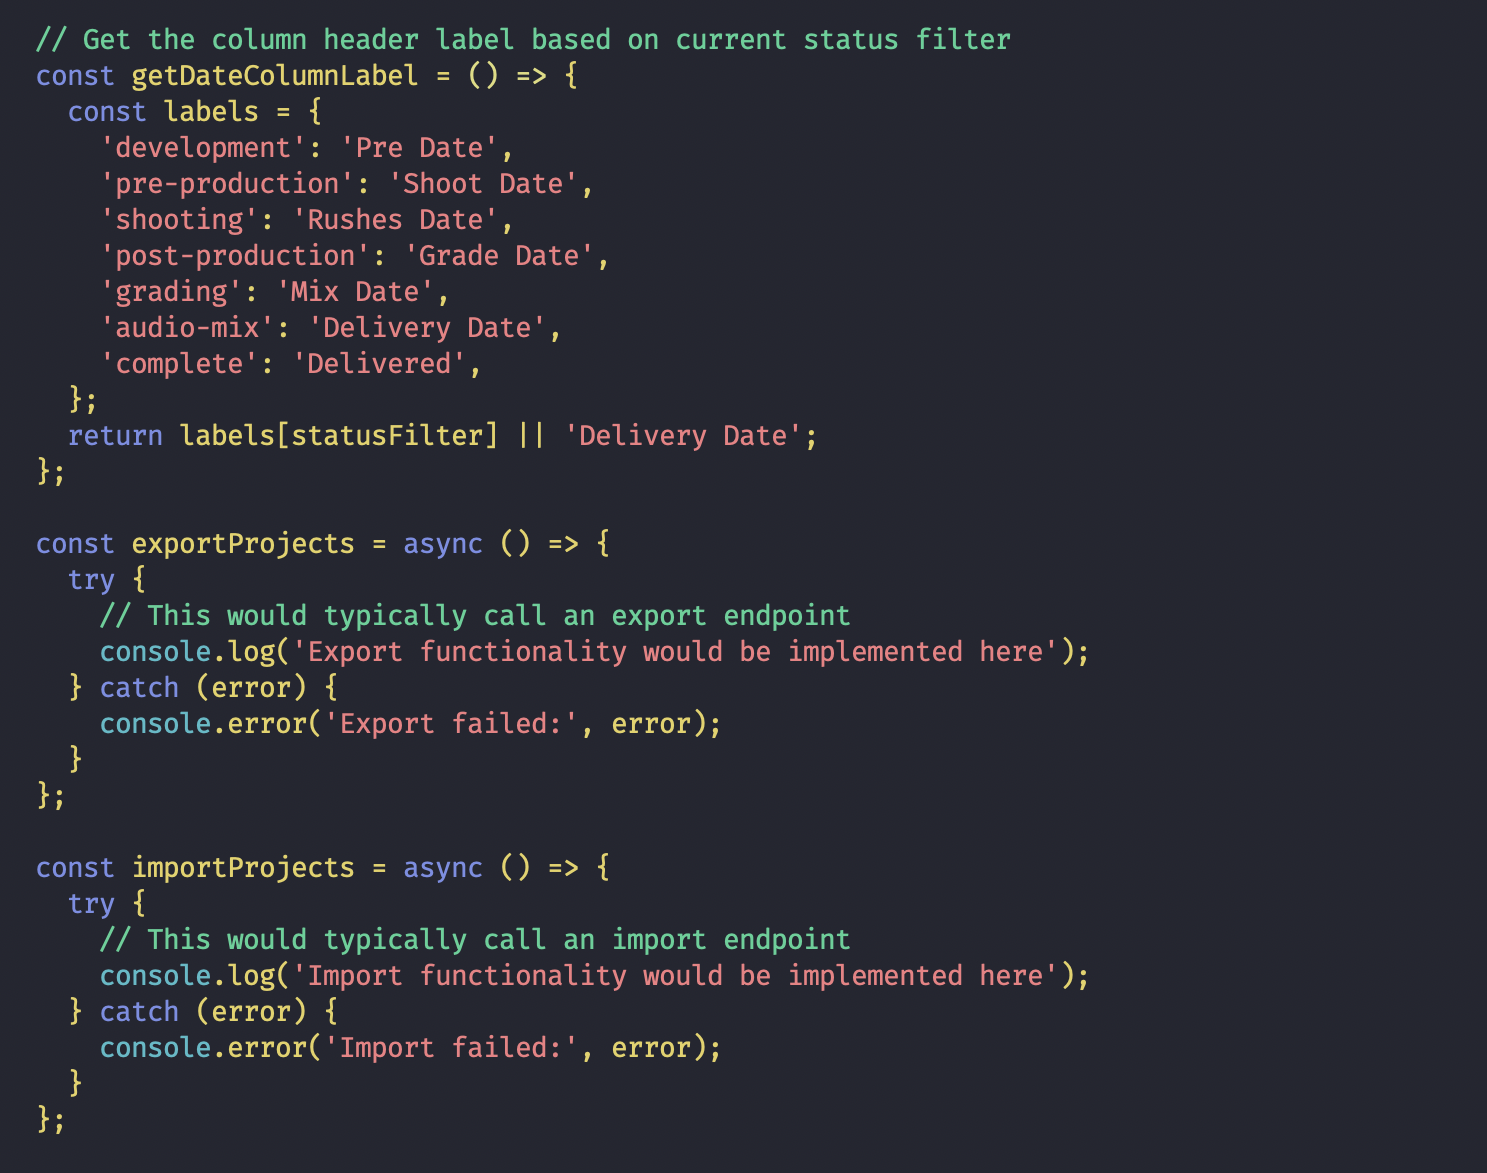 // Get the column header label based on current status filter
const getDateColumnLabel = () => {
  const labels = {
    'development': 'Pre Date',
    'pre-production': 'Shoot Date',
    'shooting': 'Rushes Date',
    'post-production': 'Grade Date',
    'grading': 'Mix Date',
    'audio-mix': 'Delivery Date',
    'complete': 'Delivered',
  };
  return labels[statusFilter] || 'Delivery Date';
};

const exportProjects = async () => {
  try {
    // This would typically call an export endpoint
    console.log('Export functionality would be implemented here');
  } catch (error) {
    console.error('Export failed:', error);
  }
};

const importProjects = async () => {
  try {
    // This would typically call an import endpoint
    console.log('Import functionality would be implemented here');
  } catch (error) {
    console.error('Import failed:', error);
  }
};